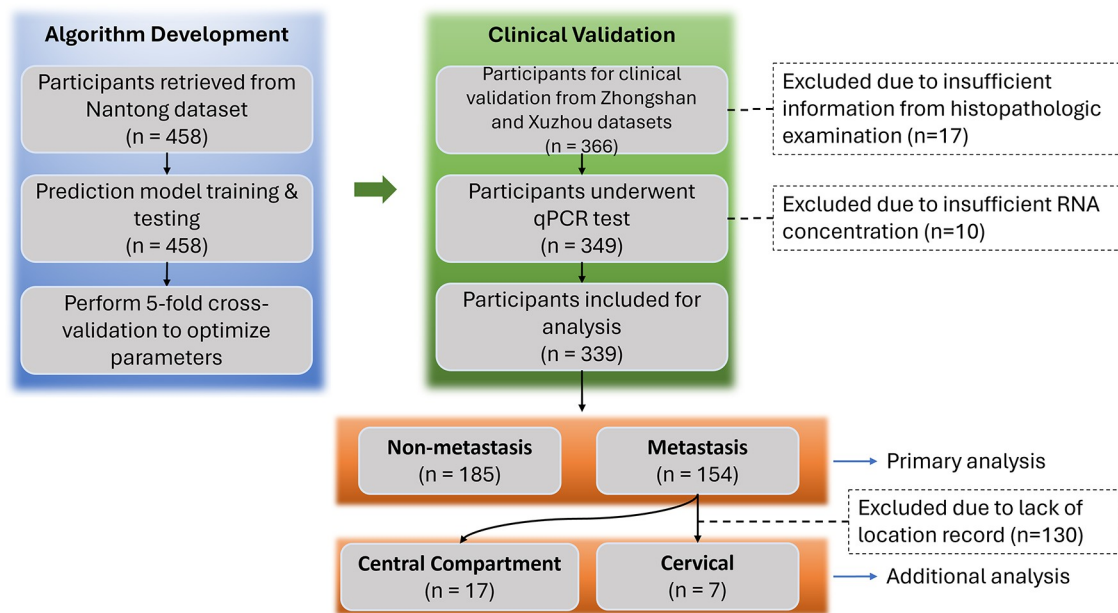 Algorithm Development
Participants retrieved from
Nantong dataset
(n = 458)
Prediction model training &
testing
(n = 458)
Perform 5-fold cross-
validation to optimize
parameters
Clinical Validation
Participants for clinical
validation from Zhongshan
and Xuzhou datasets
(n = 366)
Participants underwent
qPCR test
(n = 349)
Participants included for
analysis
(n = 339)
Excluded due to insufficient
information from histopathologic
examination (n=17)
Excluded due to insufficient RNA
concentration (n=10)
Non-metastasis
(n = 185)
Metastasis
(n = 154)
Primary analysis
Excluded due to lack of
location record (n=130)
Central Compartment
(n = 17)
Cervical
(n = 7)
Additional analysis